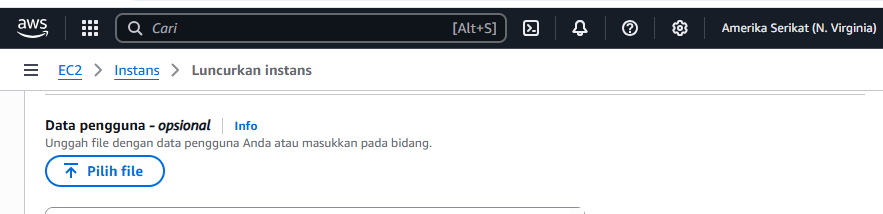 aws
Cari [Alt+S] Amerika Serikat (N. Virginia)
EC2 > Instans > Luncurkan instans
Data pengguna - opsional | Info
Unggah file dengan data pengguna Anda atau masukkan pada bidang.
Pilih file